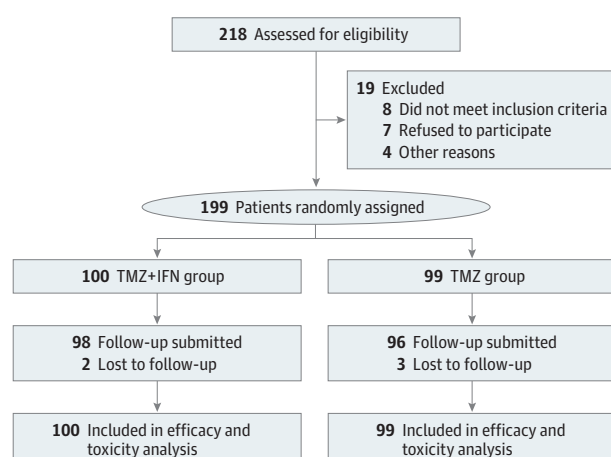 218 Assessed for eligibility
19 Excluded
8 Did not meet inclusion criteria
7 Refused to participate
4 Other reasons
199 Patients randomly assigned
100 TMZ+IFN group
99 TMZ group
98 Follow-up submitted
2 Lost to follow-up
96 Follow-up submitted
3 Lost to follow-up
100 Included in efficacy and
toxicity analysis
99 Included in efficacy and
toxicity analysis